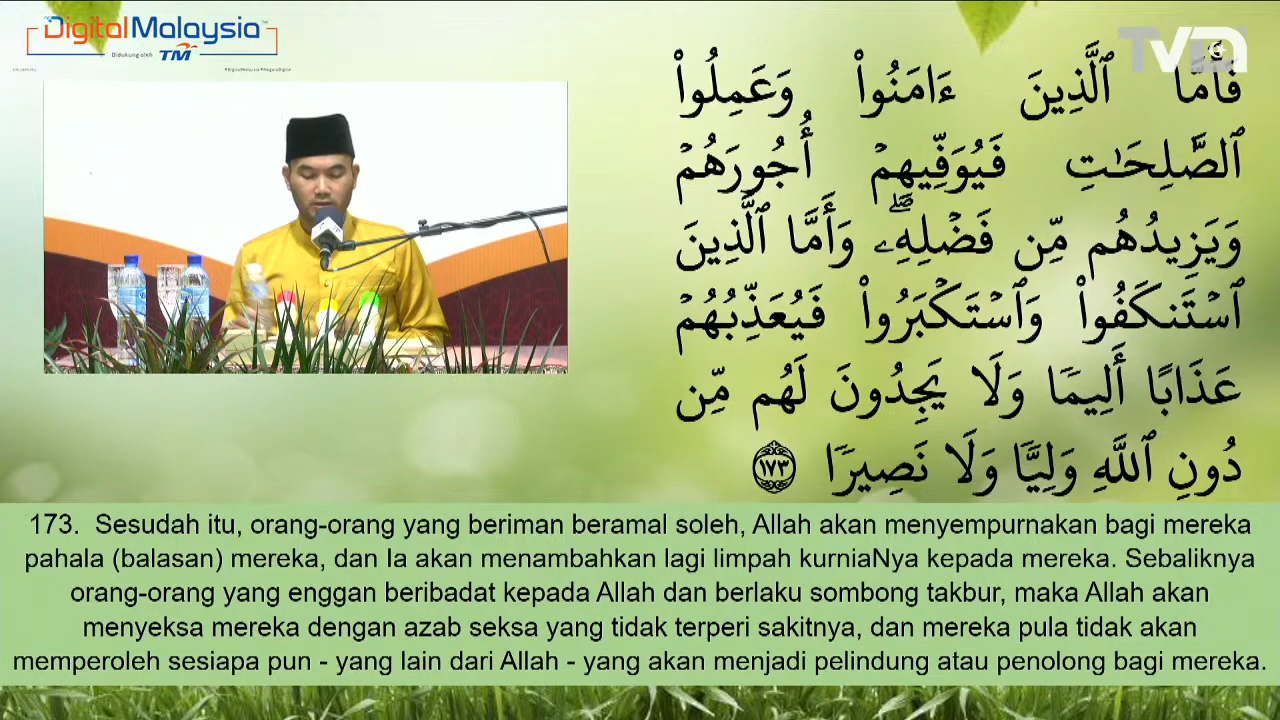 DigitalMalaysia
Didukung oleh TM
#DigitalMalaysia #NegaraDigital
فَأَمَّا ٱلَّذِينَ ءَامَنُوا۟ وَعَمِلُوا۟
ٱلصَّـٰلِحَـٰتِ فَيُوَفِّيهِمْ أُجُورَهُمْ
وَيَزِيدُهُم مِّن فَضْلِهِۦ ۖ وَأَمَّا ٱلَّذِينَ
ٱسْتَنكَفُوا۟ وَٱسْتَكْبَرُوا۟ فَيُعَذِّبُهُمْ
عَذَابًا أَلِيمًا وَلَا يَجِدُونَ لَهُم مِّن
دُونِ ٱللَّهِ وَلِيًّا وَلَا نَصِيرًا ١٧٣
173. Sesudah itu, orang-orang yang beriman beramal soleh, Allah akan menyempurnakan bagi mereka
pahala (balasan) mereka, dan Ia akan menambahkan lagi limpah kurniaNya kepada mereka. Sebaliknya
orang-orang yang enggan beribadat kepada Allah dan berlaku sombong takbur, maka Allah akan
menyeksa mereka dengan azab seksa yang tidak terperi sakitnya, dan mereka pula tidak akan
memperoleh sesiapa pun - yang lain dari Allah - yang akan menjadi pelindung atau penolong bagi mereka.